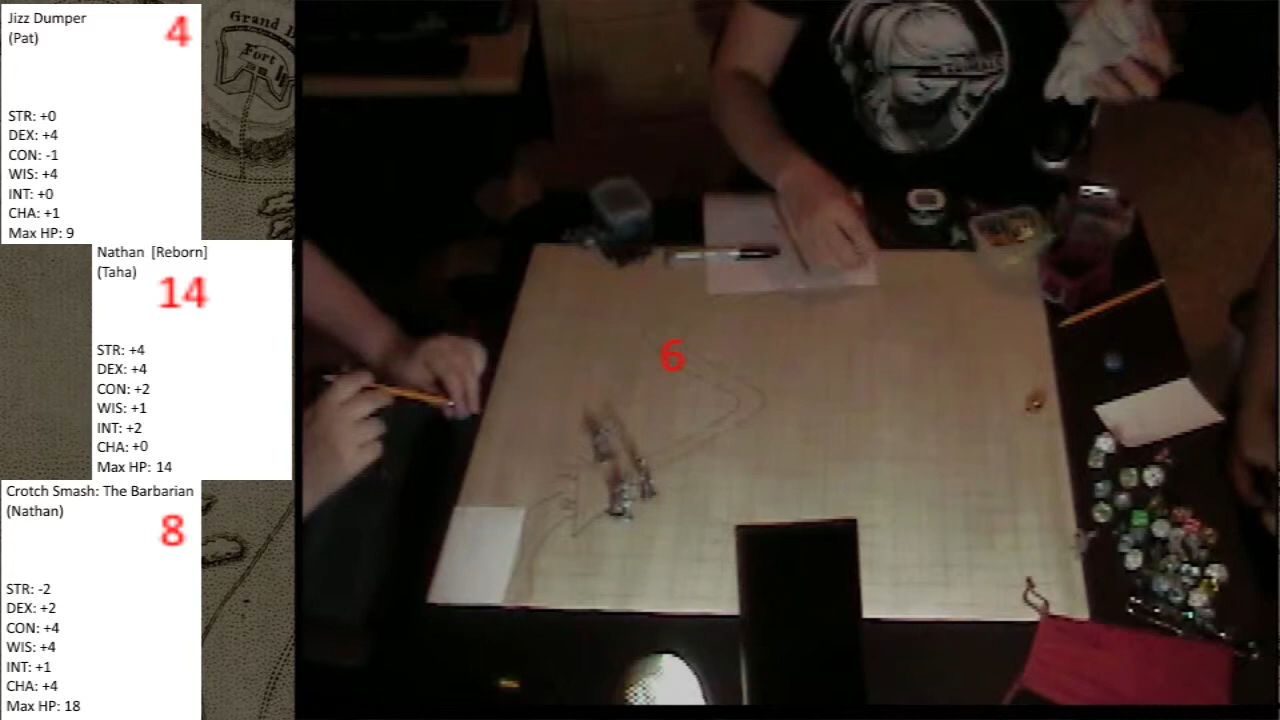 Jizz Dumper
(Pat)
4
STR: +0
DEX: +4
CON: -1
WIS: +4
INT: +0
CHA: +1
Max HP: 9
Nathan [Reborn]
(Taha)
14
STR: +4
DEX: +4
CON: +2
WIS: +1
INT: +2
CHA: +0
Max HP: 14
Crotch Smash: The Barbarian
(Nathan)
8
STR: -2
DEX: +2
CON: +4
WIS: +4
INT: +1
CHA: +4
Max HP: 18
Grand
Fort
6